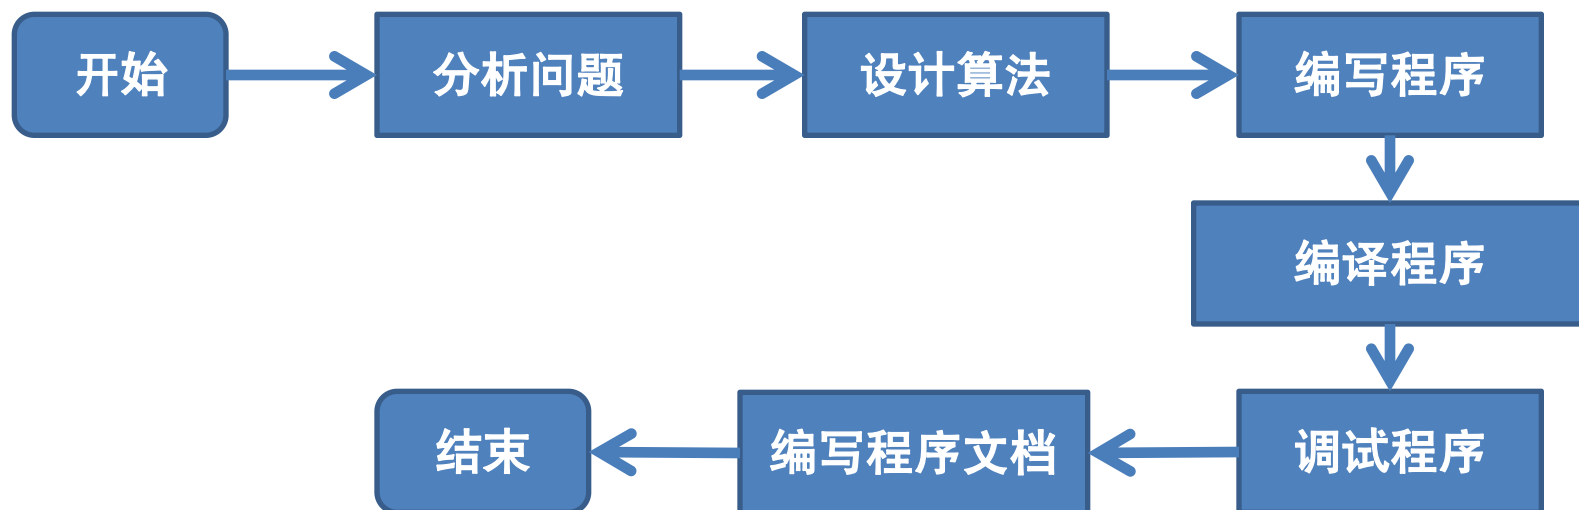 开始
分析问题
设计算法
编写程序
编译程序
调试程序
编写程序文档
结束